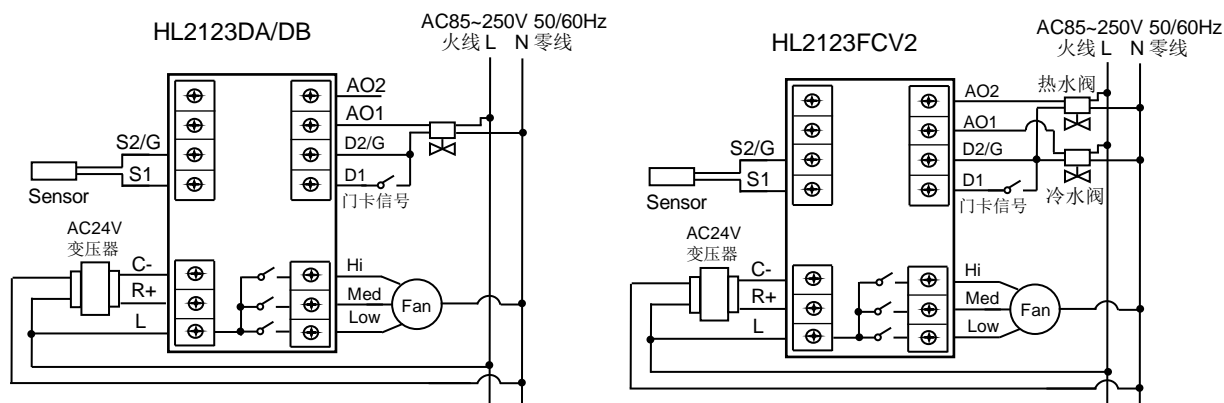 HL2123DA/DB
AC85~250V 50/60Hz
火线 L N 零线
AO2
AO1
S2/G
D2/G
S1
D1
Sensor
门卡信号
AC24V
变压器
C-
Hi
R+
Med
Fan
L
Low
HL2123FCV2
AC85~250V 50/60Hz
火线 L N 零线
热水阀
AO2
AO1
S2/G
D2/G
S1
D1
Sensor
门卡信号
冷水阀
AC24V
变压器
C-
Hi
R+
Med
Fan
L
Low